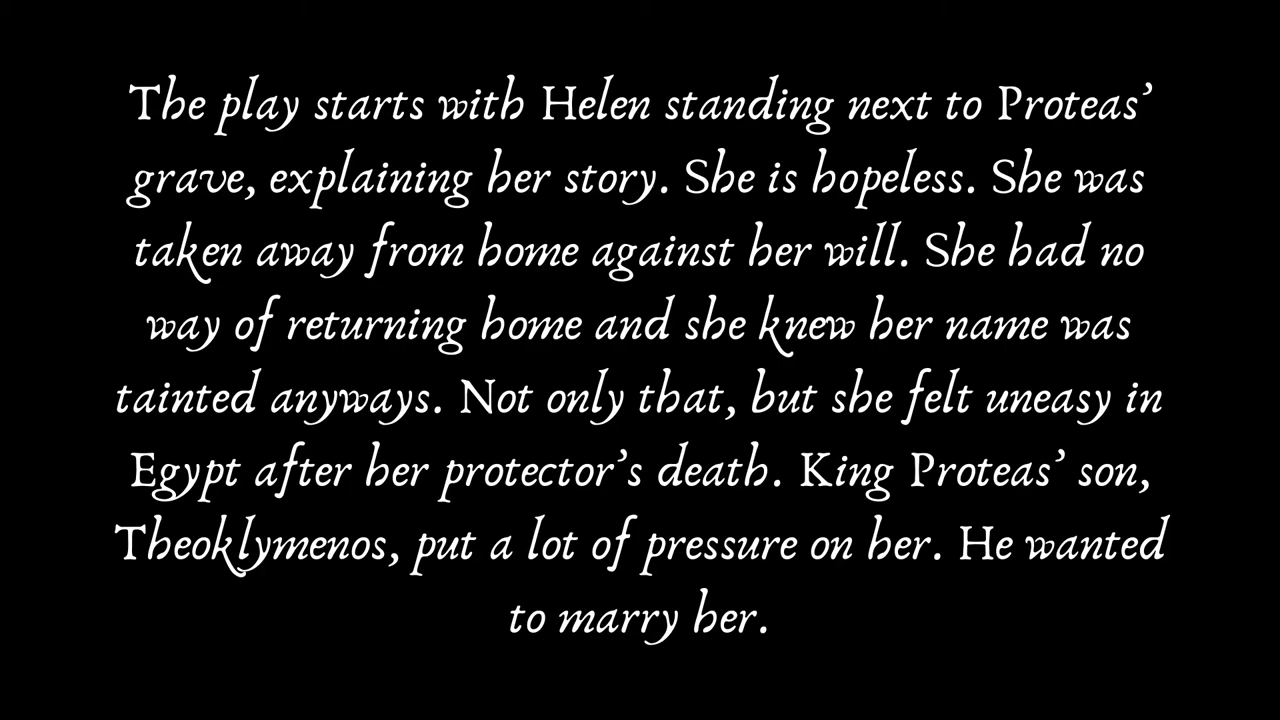 The play starts with Helen standing next to Proteas’
grave, explaining her story. She is hopeless. She was
taken away from home against her will. She had no
way of returning home and she knew her name was
tainted anyways. Not only that, but she felt uneasy in
Egypt after her protector’s death. King Proteas’ son,
Theoklymenos, put a lot of pressure on her. He wanted
to marry her.